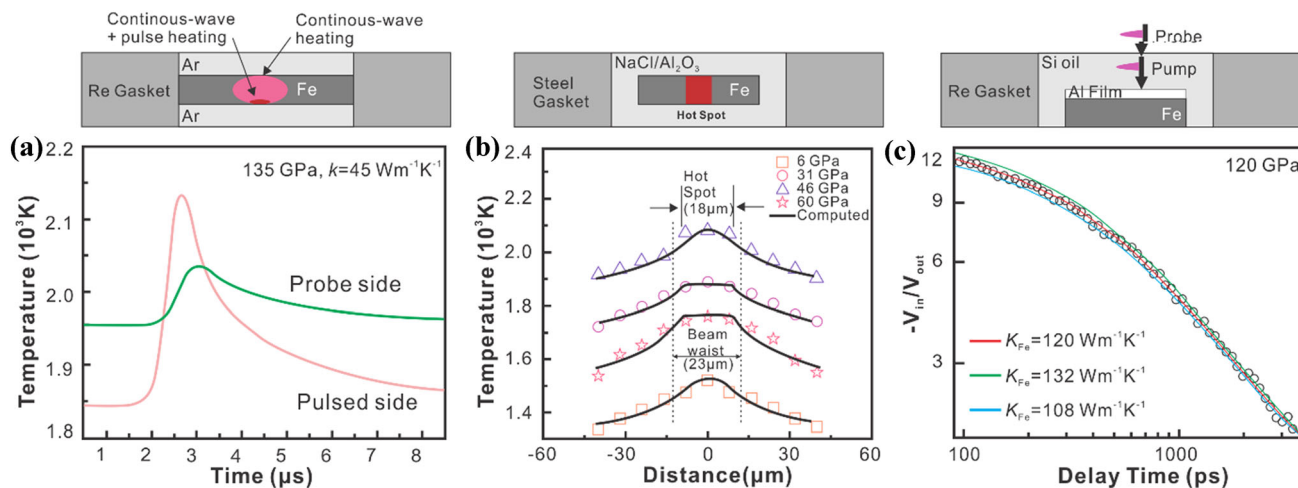 Continous-wave
+ pulse heating
Continous-wave
heating
Ar
Re Gasket
Fe
Ar
NaCl/Al₂O₃
Steel
Gasket
Fe
Hot Spot
Probe
Si oil
Pump
Re Gasket
Al Film
Fe
(a)
135 GPa, k=45 Wm⁻¹K⁻¹
2.2
2.1
2.0
1.9
1.8
Temperature (10³K)
Probe side
Pulsed side
1 2 3 4 5 6 7 8
Time (μs)
(b)
2.4
2.2
2.0
1.8
1.6
1.4
Temperature (10³K)
Hot
Spot
(18μm)
6 GPa
31 GPa
46 GPa
60 GPa
Computed
Beam
waist
(23μm)
-60 -30 0 30 60
Distance(μm)
(c)
120 GPa
12
9
6
3
-V_in/V_out
K_Fe=120 Wm⁻¹K⁻¹
K_Fe=132 Wm⁻¹K⁻¹
K_Fe=108 Wm⁻¹K⁻¹
100 1000
Delay Time (ps)